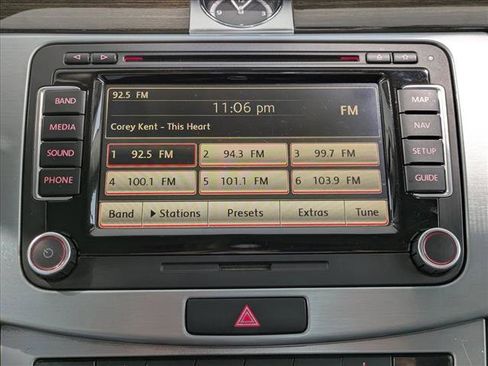 BAND
MEDIA
SOUND
PHONE
92.5 FM
11:06 pm
FM
Corey Kent - This Heart
1 92.5 FM
2 94.3 FM
3 99.7 FM
4 100.1 FM
5 101.1 FM
6 103.9 FM
Band
Stations
Presets
Extras
Tune
MAP
NAV
SETUP
GUIDE